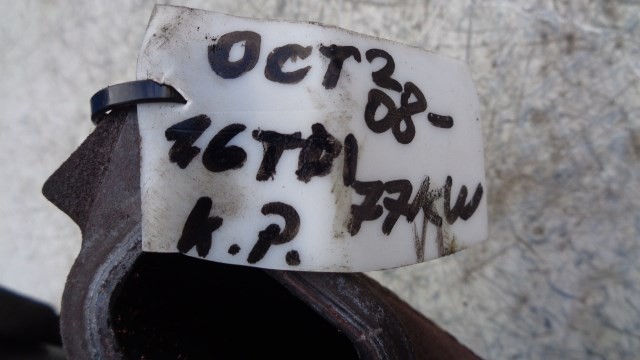 OCT2
08-
16TDI
77KW
K.P.